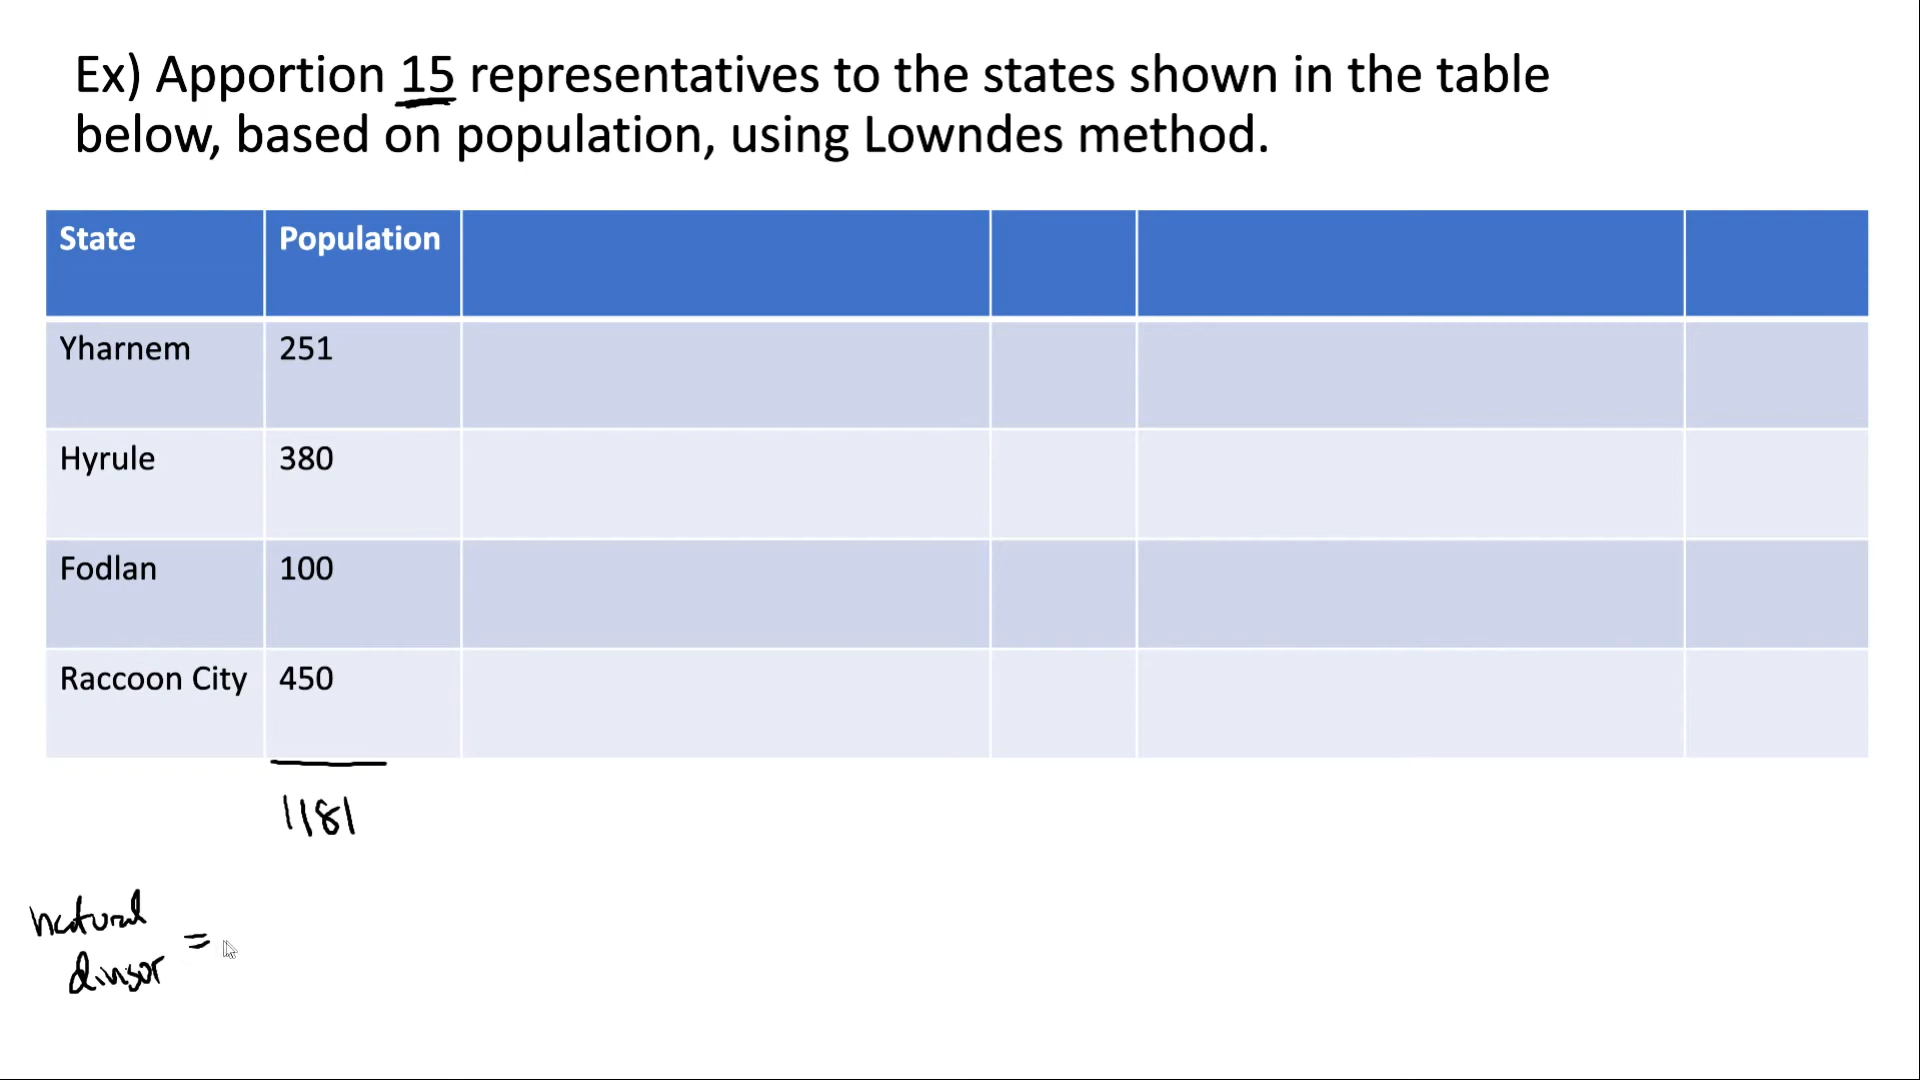 Ex) Apportion 15 representatives to the states shown in the table
below, based on population, using Lowndes method.
State Population
Yharnem 251
Hyrule 380
Fodlan 100
Raccoon City 450
1181
natural
divisor =